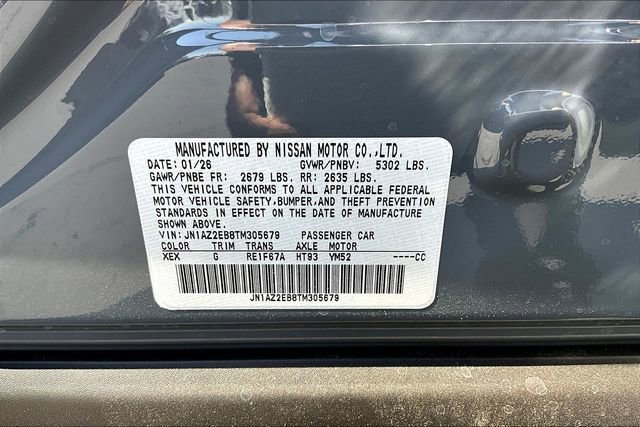 MANUFACTURED BY NISSAN MOTOR CO.,LTD.
DATE: 01/26 GVWR/PNBV: 5302 LBS.
GAWR/PNBE FR: 2679 LBS. RR: 2635 LBS.
THIS VEHICLE CONFORMS TO ALL APPLICABLE FEDERAL
MOTOR VEHICLE SAFETY,BUMPER,AND THEFT PREVENTION
STANDARDS IN EFFECT ON THE DATE OF MANUFACTURE
SHOWN ABOVE.
VIN: JN1AZ2EB8TM305679 PASSENGER CAR
COLOR TRIM TRANS AXLE MOTOR
XEX G RE1F67A HT93 YM52 ----CC
JN1AZ2EB8TM305679